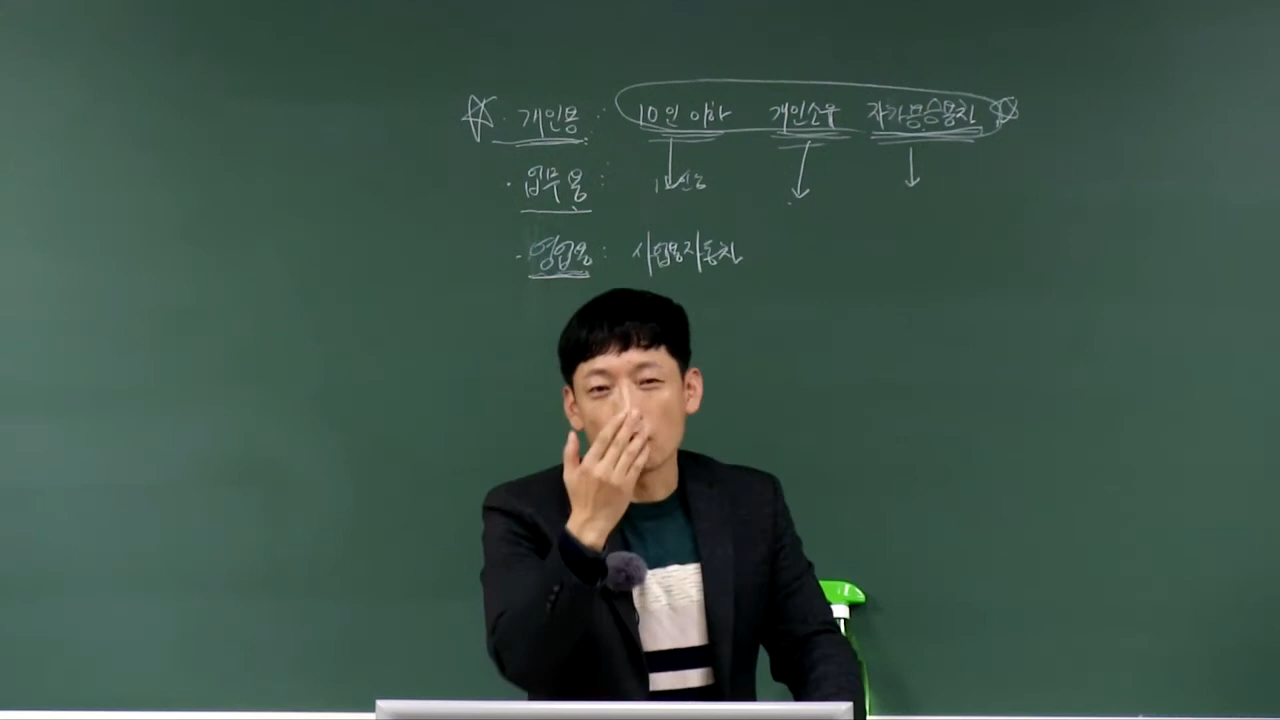 ☆ · 개인용 : 10인 이하 개인소유 자가용승용차 ☆
· 업무용 :
· 영업용 : 사업용자동차